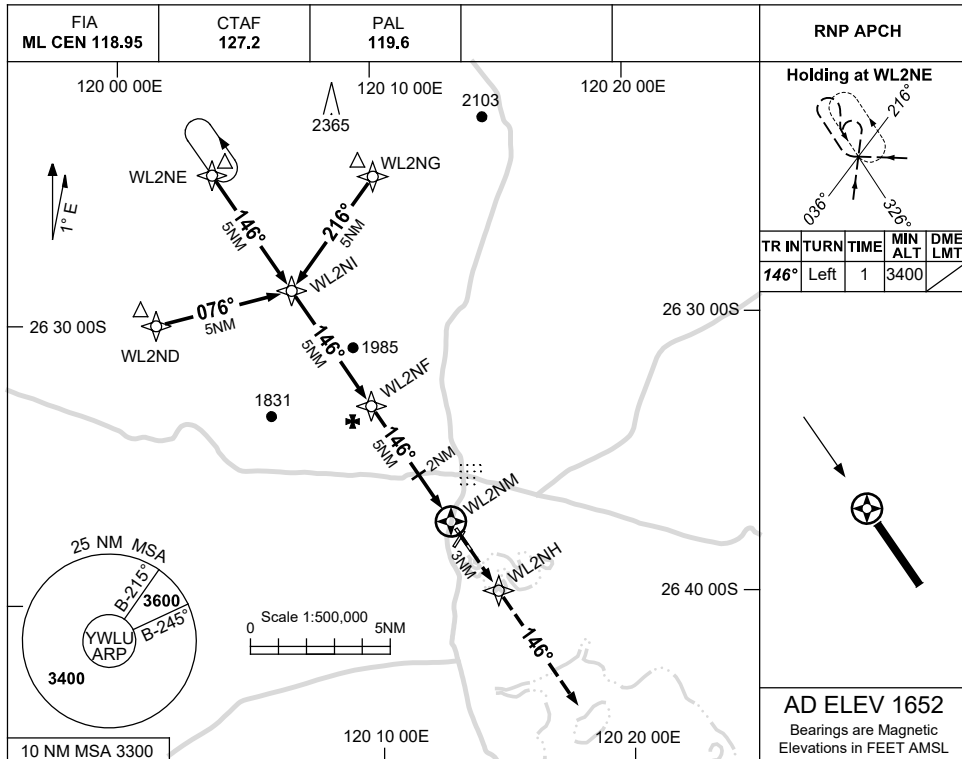 FIA
ML CEN 118.95
CTAF
127.2
PAL
119.6
RNP APCH
120 00 00E
120 10 00E
120 20 00E
2365
2103
WL2NE
WL2NG
1° E
146°
5NM
216°
5NM
WL2NI
076°
5NM
26 30 00S
26 30 00S
WL2ND
146°
5NM
1985
WL2NF
1831
146°
5NM
2NM
WL2NM
3NM
WL2NH
26 40 00S
146°
25 NM MSA
B-215°
3600
B-245°
YWLU
ARP
3400
Scale 1:500,000
0
5NM
10 NM MSA 3300
120 10 00E
120 20 00E
Holding at WL2NE
216°
036°
326°
TR IN TURN TIME MIN ALT DME LMT
146° Left 1 3400
AD ELEV 1652
Bearings are Magnetic
Elevations in FEET AMSL